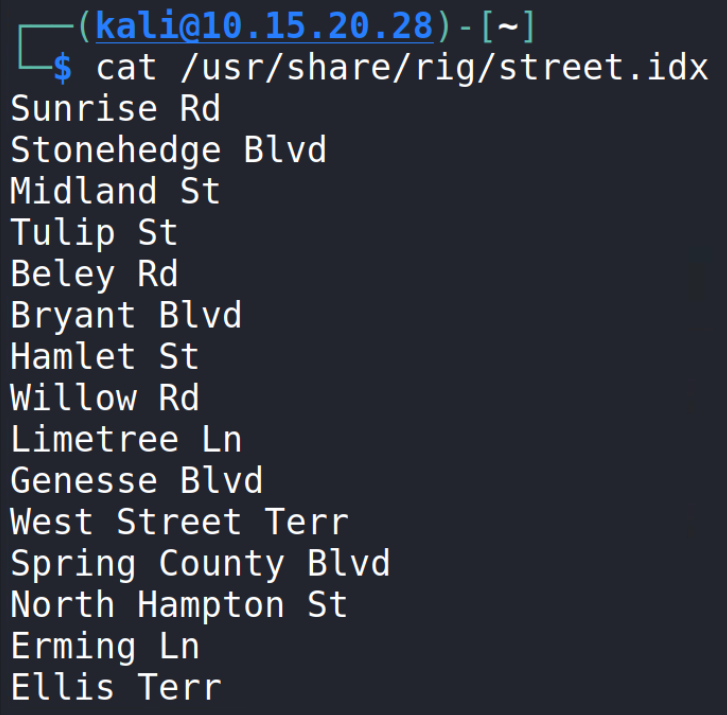 ┌──(kali@10.15.20.28)-[~]
└─$ cat /usr/share/rig/street.idx
Sunrise Rd
Stonehedge Blvd
Midland St
Tulip St
Beley Rd
Bryant Blvd
Hamlet St
Willow Rd
Limetree Ln
Genesse Blvd
West Street Terr
Spring County Blvd
North Hampton St
Erming Ln
Ellis Terr